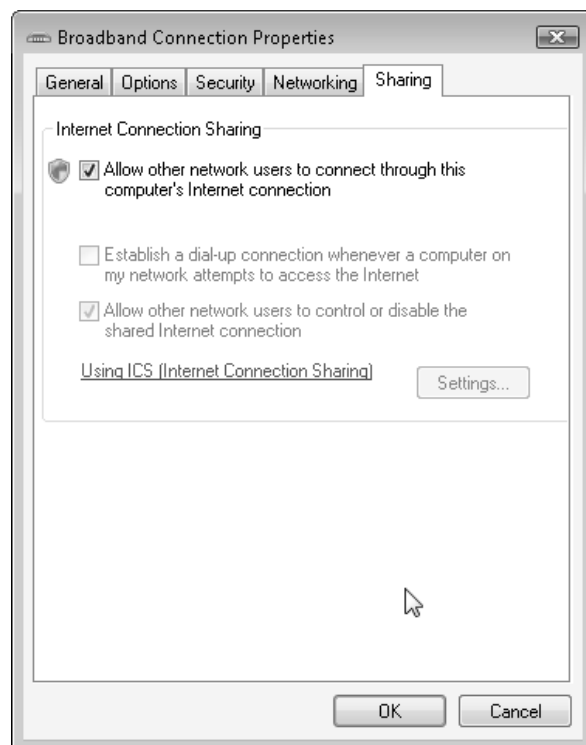 Broadband Connection Properties
General Options Security Networking Sharing
Internet Connection Sharing
Allow other network users to connect through this
computer's Internet connection
Establish a dial-up connection whenever a computer on
my network attempts to access the Internet
Allow other network users to control or disable the
shared Internet connection
Using ICS (Internet Connection Sharing)
Settings...
OK Cancel